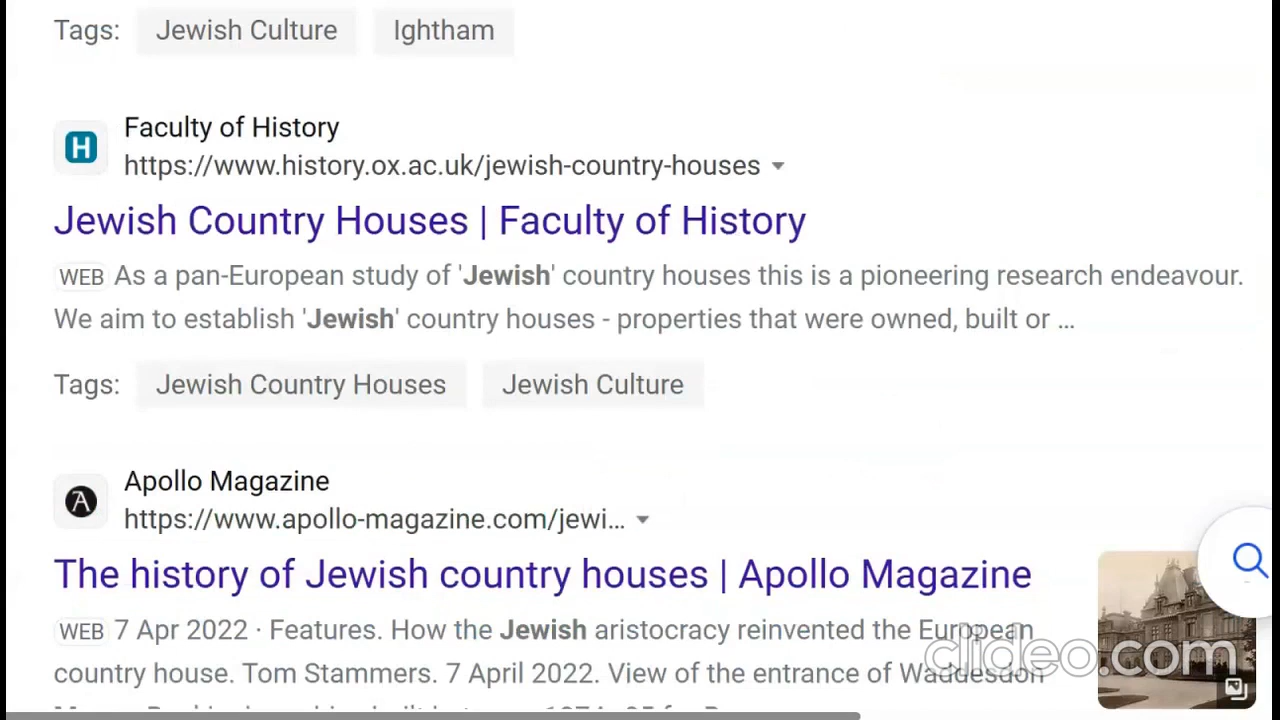 Tags: Jewish Culture Ightham
Faculty of History
https://www.history.ox.ac.uk/jewish-country-houses
Jewish Country Houses | Faculty of History
WEB As a pan-European study of 'Jewish' country houses this is a pioneering research endeavour.
We aim to establish 'Jewish' country houses - properties that were owned, built or ...
Tags: Jewish Country Houses Jewish Culture
Apollo Magazine
https://www.apollo-magazine.com/jewi...
The history of Jewish country houses | Apollo Magazine
WEB 7 Apr 2022 · Features. How the Jewish aristocracy reinvented the European
country house. Tom Stammers. 7 April 2022. View of the entrance of Waddesdon
clideo.com